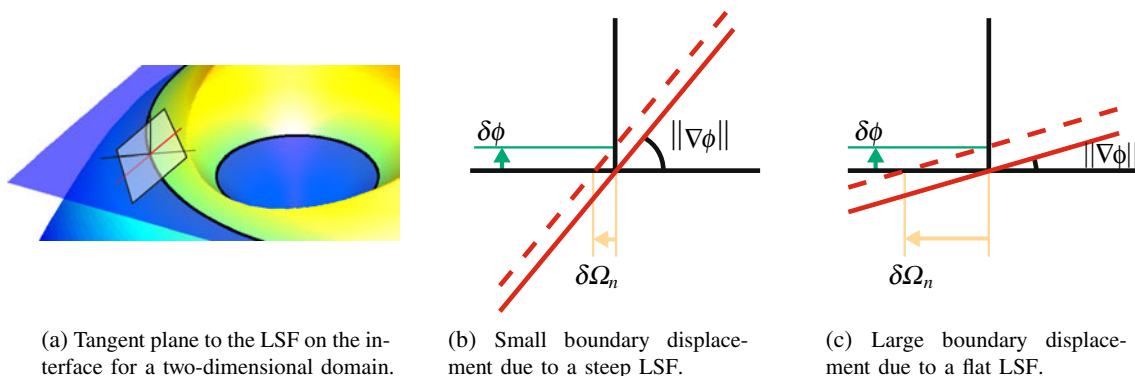 δϕ
||∇ϕ||
δΩn
δϕ
||∇ϕ||
δΩn
(a) Tangent plane to the LSF on the in-
terface for a two-dimensional domain.
(b) Small boundary displace-
ment due to a steep LSF.
(c) Large boundary displace-
ment due to a flat LSF.